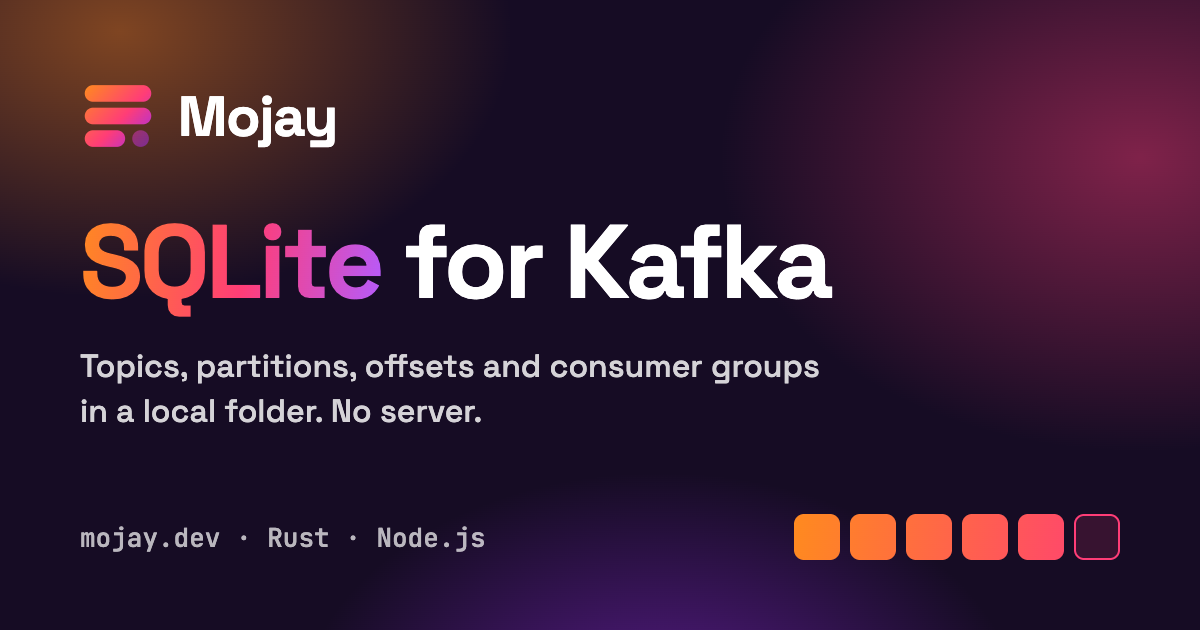 Mojay
SQLite for Kafka
Topics, partitions, offsets and consumer groups
in a local folder. No server.
mojay.dev · Rust · Node.js